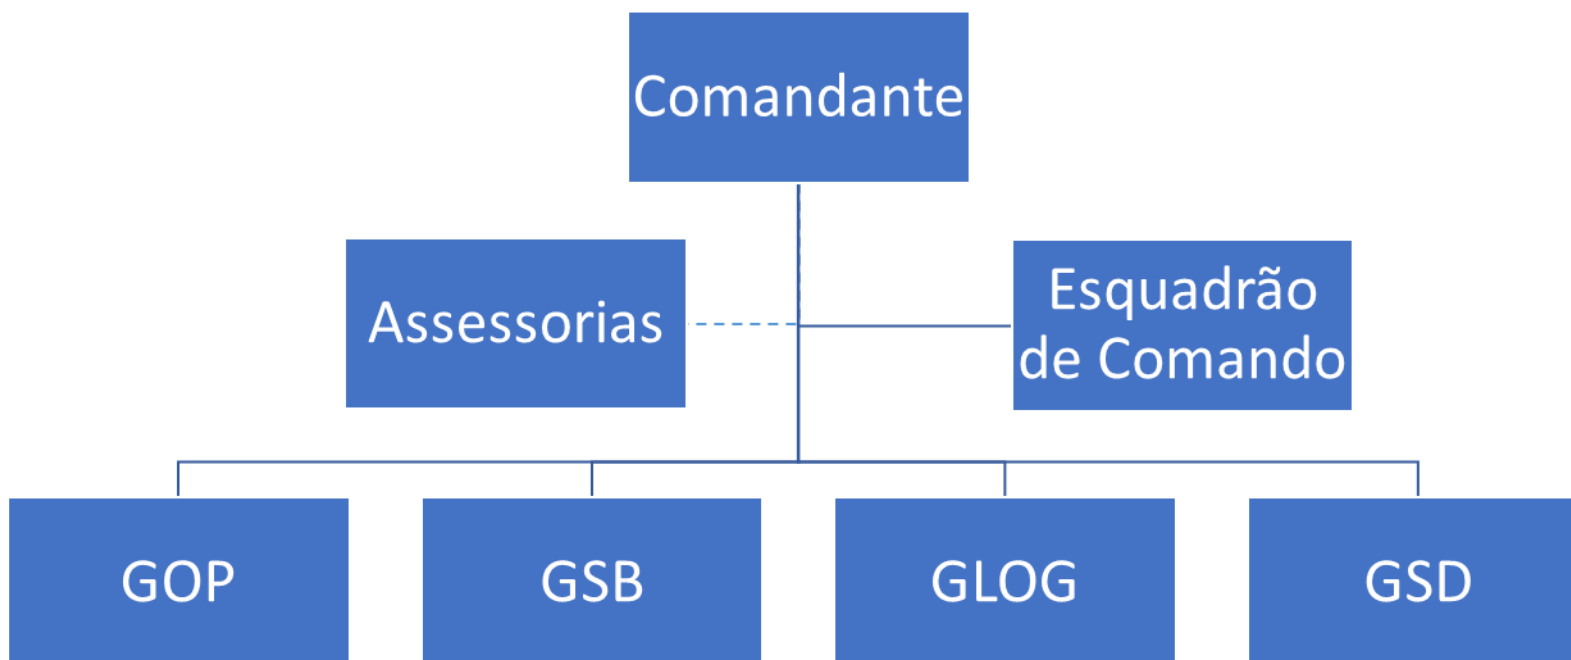 Comandante
Assessorias
Esquadrão
de Comando
GOP
GSB
GLOG
GSD